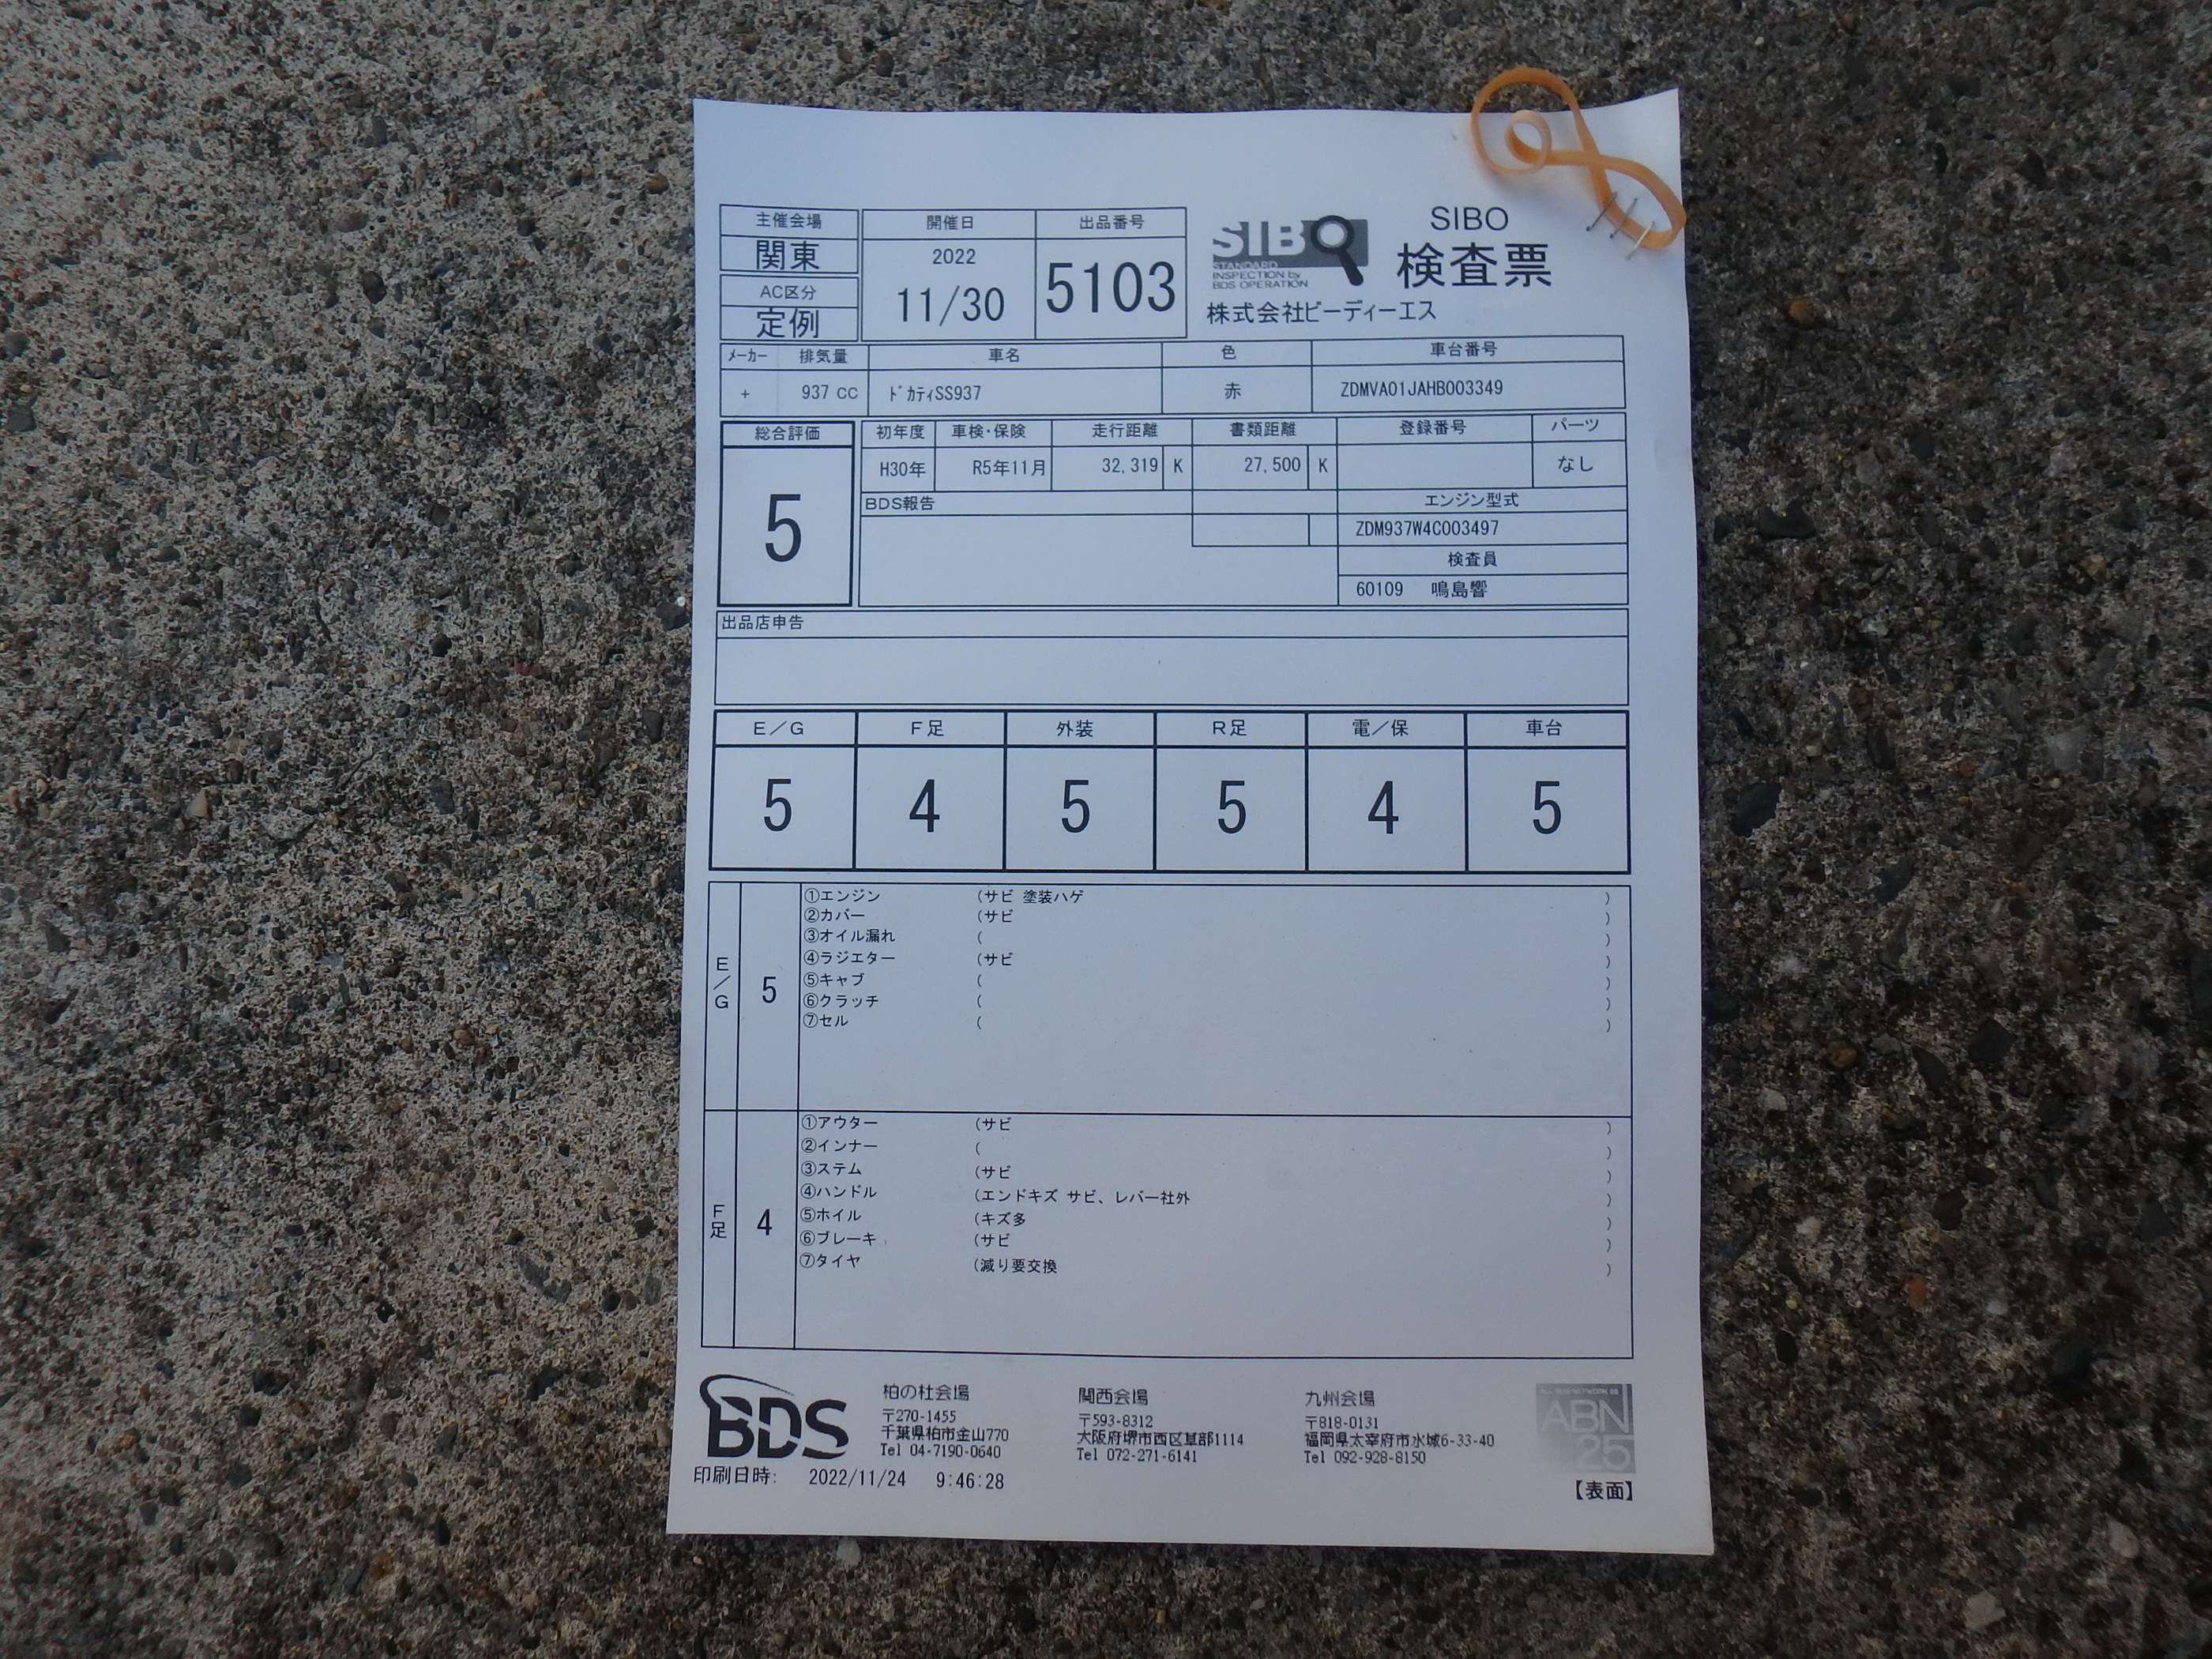 主催会場
関東
AC区分
定例
開催日
2022
11/30
出品番号
5103
SIBO
STANDARD
INSPECTION by
BDS OPERATION
SIBO
検査票
株式会社ビーディーエス
ﾒｰｶｰ 排気量 車名 色 車台番号
+ 937 CC ﾄﾞｶﾃｨSS937 赤 ZDMVA01JAHB003349
総合評価
5
初年度 車検・保険 走行距離 書類距離 登録番号 パーツ
H30年 R5年11月 32,319 K 27,500 K なし
BDS報告
エンジン型式
ZDM937W4C003497
検査員
60109 鳴島響
出品店申告
E/G F足 外装 R足 電/保 車台
5 4 5 5 4 5
E/G
5
①エンジン (サビ 塗装ハゲ )
②カバー (サビ )
③オイル漏れ ( )
④ラジエター (サビ )
⑤キャブ ( )
⑥クラッチ ( )
⑦セル ( )
F足
4
①アウター (サビ )
②インナー ( )
③ステム (サビ )
④ハンドル (エンドキズ サビ、レバー社外 )
⑤ホイル (キズ多 )
⑥ブレーキ (サビ )
⑦タイヤ (減り要交換 )
BDS
柏の杜会場
〒270-1455
千葉県柏市金山770
Tel 04-7190-0640
関西会場
〒593-8312
大阪府堺市西区草部1114
Tel 072-271-6141
九州会場
〒818-0131
福岡県太宰府市水城6-33-40
Tel 092-928-8150
ABN
25
印刷日時: 2022/11/24 9:46:28
【表面】